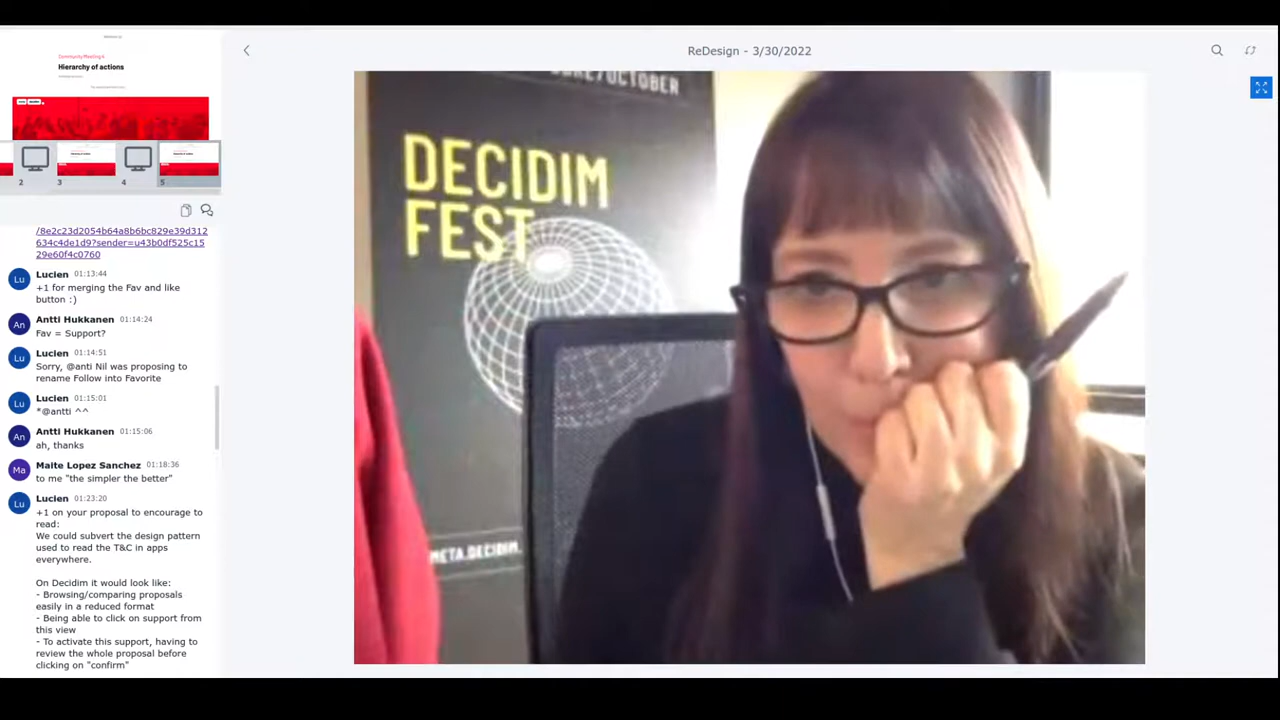 Community Meeting 4
Hierarchy of actions
2
3
4
5
/8e2c23d2054b64a8b6bc829e39d312
634c4de1d9?sender=u43b0df525c15
29e60f4c0760
Lu
Lucien 01:13:44
+1 for merging the Fav and like
button :)
An
Antti Hukkanen 01:14:24
Fav = Support?
Lu
Lucien 01:14:51
Sorry, @anti Nil was proposing to
rename Follow into Favorite
Lu
Lucien 01:15:01
*@antti ^^
An
Antti Hukkanen 01:15:06
ah, thanks
Ma
Maite Lopez Sanchez 01:18:36
to me "the simpler the better"
Lu
Lucien 01:23:20
+1 on your proposal to encourage to
read:
We could subvert the design pattern
used to read the T&C in apps
everywhere.
On Decidim it would look like:
- Browsing/comparing proposals
easily in a reduced format
- Being able to click on support from
this view
- To activate this support, having to
review the whole proposal before
clicking on "confirm"
ReDesign - 3/30/2022
/OCTOBER
DECIDIM
FEST
META.DECIDIM.